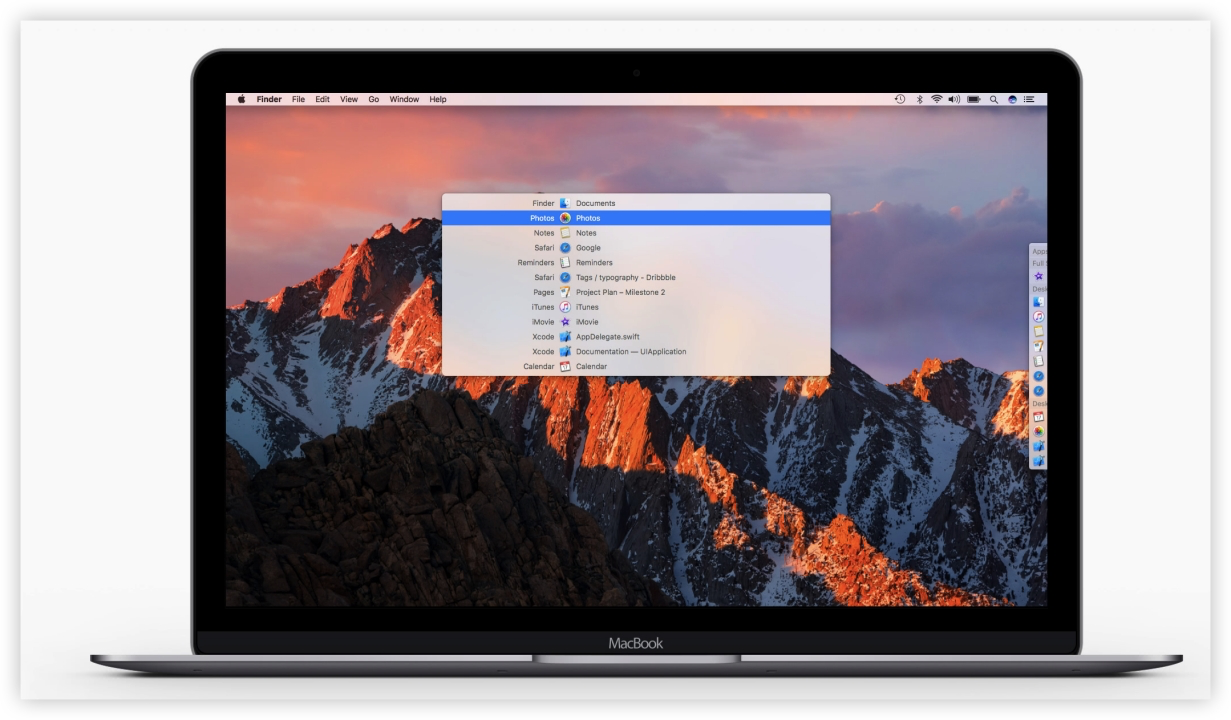 Finder File Edit View Go Window Help
Finder Documents
Photos Photos
Notes Notes
Safari Google
Reminders Reminders
Safari Tags / typography - Dribbble
Pages Project Plan – Milestone 2
iTunes iTunes
iMovie iMovie
Xcode AppDelegate.swift
Xcode Documentation — UIApplication
Calendar Calendar
Apps
Full S
Desk
Desk
MacBook